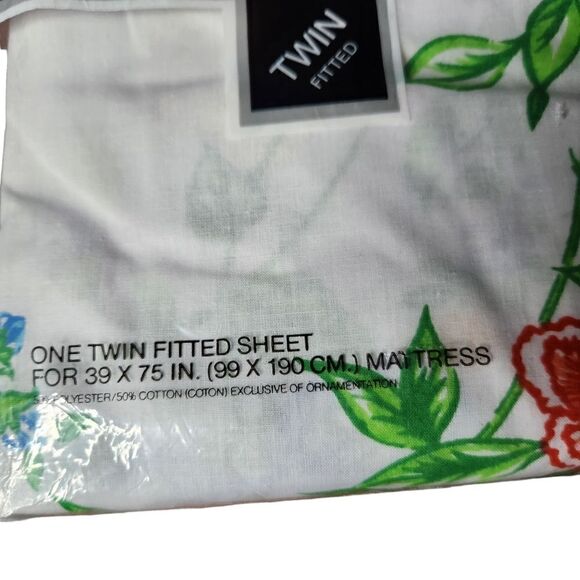 TWIN
FITTED
ONE TWIN FITTED SHEET
FOR 39 X 75 IN. (99 X 190 CM.) MATTRESS
POLYESTER/50% COTTON (COTON) EXCLUSIVE OF ORNAMENTATION